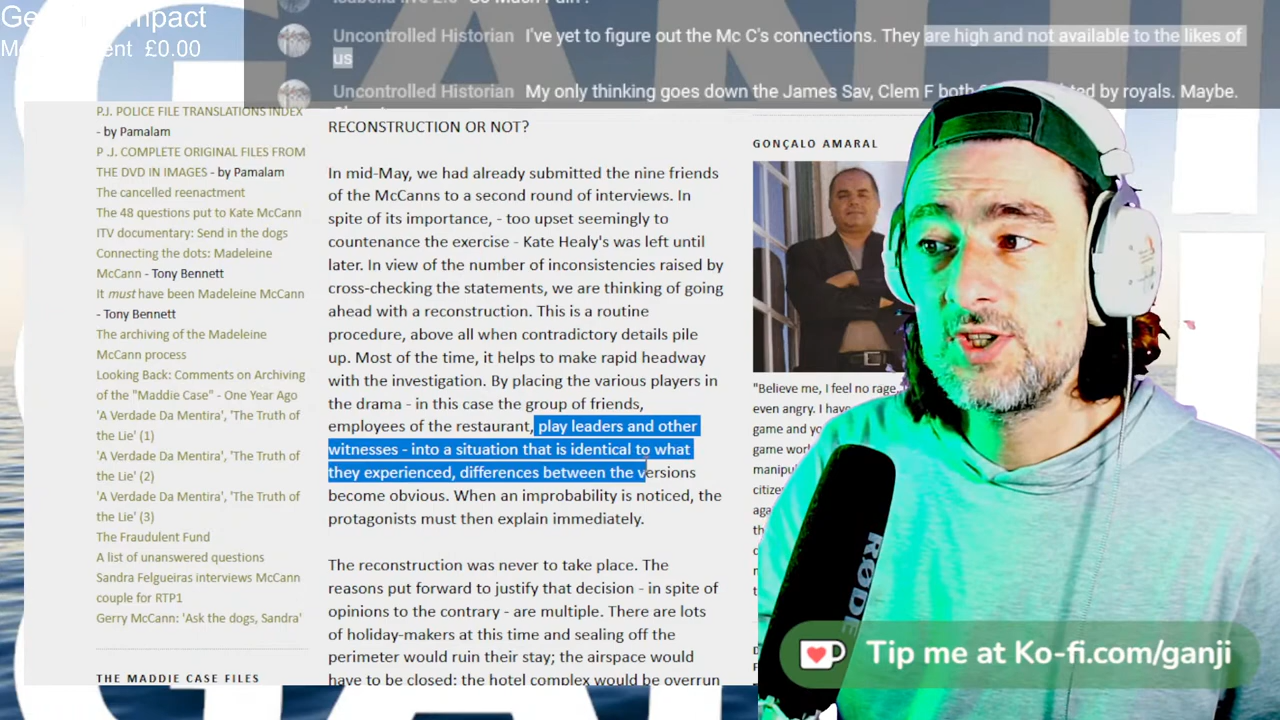 Ge mpact
Mo ent £0.00
Uncontrolled Historian I've yet to figure out the Mc C's connections. They are high and not available to the likes of
us
Uncontrolled Historian My only thinking goes down the James Sav, Clem F both by royals. Maybe.
P.J. POLICE FILE TRANSLATIONS INDEX
- by Pamalam
P .J. COMPLETE ORIGINAL FILES FROM
THE DVD IN IMAGES - by Pamalam
The cancelled reenactment
The 48 questions put to Kate McCann
ITV documentary: Send in the dogs
Connecting the dots: Madeleine
McCann - Tony Bennett
It must have been Madeleine McCann
- Tony Bennett
The archiving of the Madeleine
McCann process
Looking Back: Comments on Archiving
of the "Maddie Case" - One Year Ago
'A Verdade Da Mentira', 'The Truth of
the Lie' (1)
'A Verdade Da Mentira', 'The Truth of
the Lie' (2)
'A Verdade Da Mentira', 'The Truth of
the Lie' (3)
The Fraudulent Fund
A list of unanswered questions
Sandra Felgueiras interviews McCann
couple for RTP1
Gerry McCann: 'Ask the dogs, Sandra'
THE MADDIE CASE FILES
RECONSTRUCTION OR NOT?
In mid-May, we had already submitted the nine friends
of the McCanns to a second round of interviews. In
spite of its importance, - too upset seemingly to
countenance the exercise - Kate Healy's was left until
later. In view of the number of inconsistencies raised by
cross-checking the statements, we are thinking of going
ahead with a reconstruction. This is a routine
procedure, above all when contradictory details pile
up. Most of the time, it helps to make rapid headway
with the investigation. By placing the various players in
the drama - in this case the group of friends,
employees of the restaurant, play leaders and other
witnesses - into a situation that is identical to what
they experienced, differences between the versions
become obvious. When an improbability is noticed, the
protagonists must then explain immediately.
The reconstruction was never to take place. The
reasons put forward to justify that decision - in spite of
opinions to the contrary - are multiple. There are lots
of holiday-makers at this time and sealing off the
perimeter would ruin their stay; the airspace would
have to be closed: the hotel complex would be overrun
GONÇALO AMARAL
"Believe me, I feel no rage,
even angry. I have
game and yo
game wor
manipul
citize
aga
th
RØDE
Tip me at Ko-fi.com/ganji